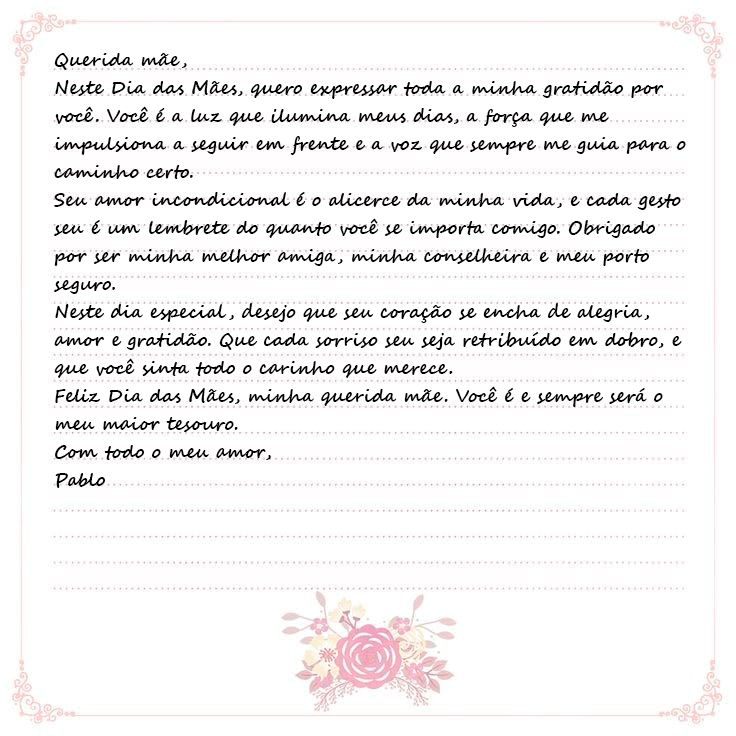 Querida mãe,
Neste Dia das Mães, quero expressar toda a minha gratidão por
você. Você é a luz que ilumina meus dias, a força que me
impulsiona a seguir em frente e a voz que sempre me guia para o
caminho certo.
Seu amor incondicional é o alicerce da minha vida, e cada gesto
seu é um lembrete do quanto você se importa comigo. Obrigado
por ser minha melhor amiga, minha conselheira e meu porto
seguro.
Neste dia especial, desejo que seu coração se encha de alegria,
amor e gratidão. Que cada sorriso seu seja retribuído em dobro, e
que você sinta todo o carinho que merece.
Feliz Dia das Mães, minha querida mãe. Você é e sempre será o
meu maior tesouro.
Com todo o meu amor,
Pablo